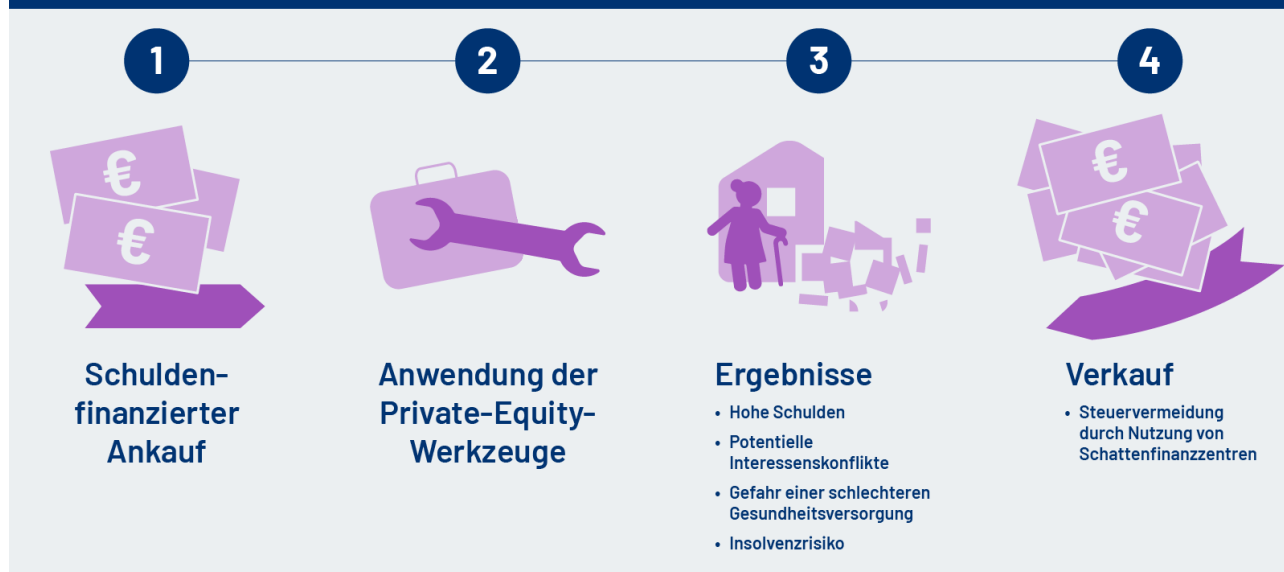 1
2
3
4
€
€
€
€
Schulden-
finanzierter
Ankauf
Anwendung der
Private-Equity-
Werkzeuge
Ergebnisse
• Hohe Schulden
• Potentielle
Interessenskonflikte
• Gefahr einer schlechteren
Gesundheitsversorgung
• Insolvenzrisiko
Verkauf
• Steuervermeidung
durch Nutzung von
Schattenfinanzzentren